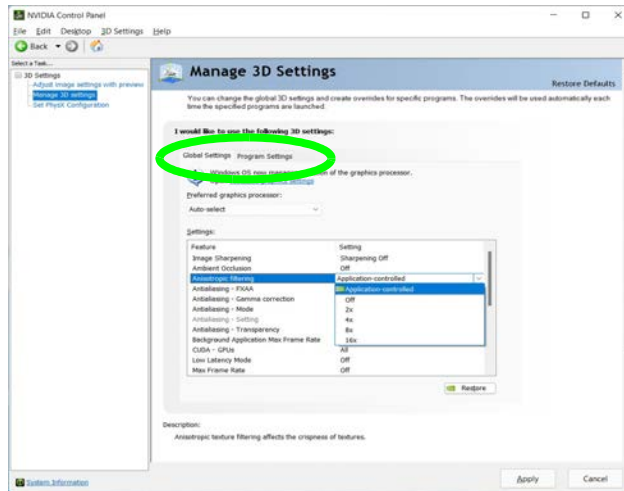 NVIDIA Control Panel
File Edit Desktop 3D Settings Help
Back
Select a Task...
3D Settings
Adjust image settings with preview
Manage 3D settings
Set PhysX Configuration
Manage 3D Settings
Restore Defaults
You can change the global 3D settings and create overrides for specific programs. The overrides will be used automatically each
time the specified programs are launched.
I would like to use the following 3D settings:
Global Settings Program Settings
Windows OS now manages of the graphics processor.
Preferred graphics processor:
Auto-select
Settings:
Feature Setting
Image Sharpening Sharpening Off
Ambient Occlusion Off
Anisotropic filtering Application-controlled
Antialiasing - FXAA Application-controlled
Antialiasing - Gamma correction Off
Antialiasing - Mode 2x
Antialiasing - Setting 4x
Antialiasing - Transparency 8x
Background Application Max Frame Rate 16x
CUDA - GPUs All
Low Latency Mode Off
Max Frame Rate Off
Restore
Description:
Anisotropic texture filtering affects the crispness of textures.
System Information
Apply Cancel